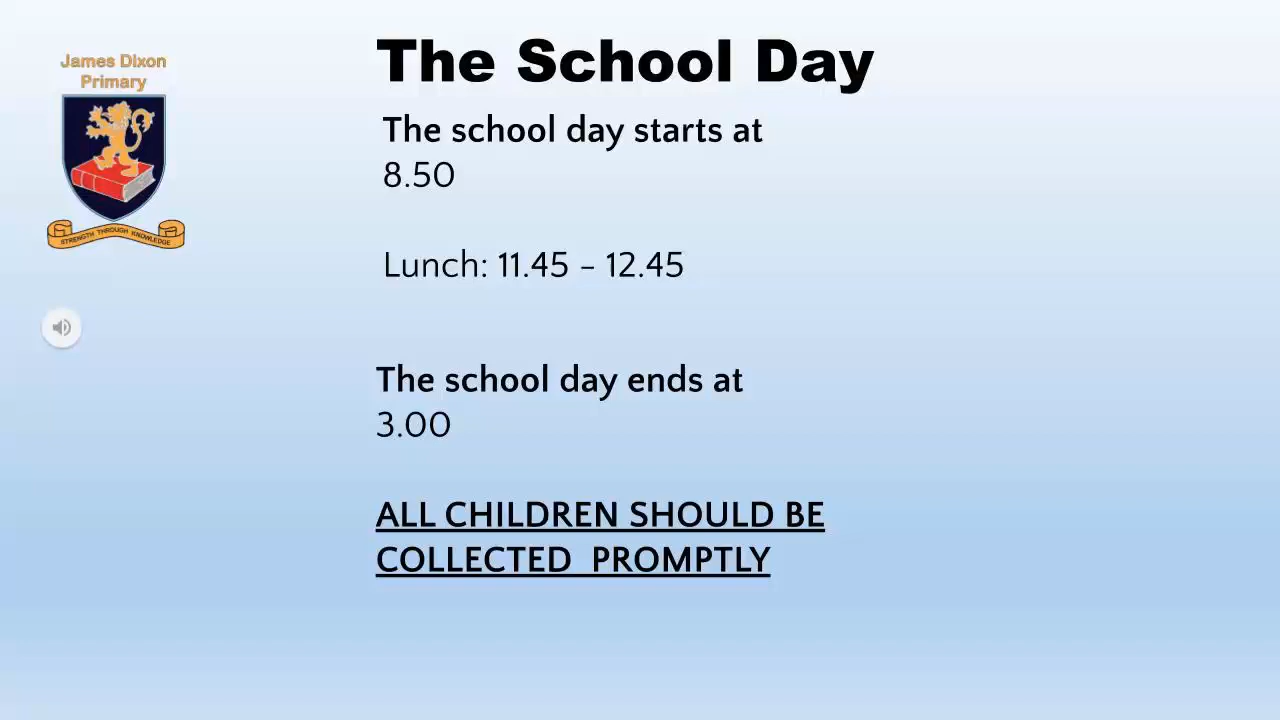 James Dixon
Primary
STRENGTH THROUGH KNOWLEDGE
The School Day
The school day starts at
8.50
Lunch: 11.45 – 12.45
The school day ends at
3.00
ALL CHILDREN SHOULD BE
COLLECTED  PROMPTLY